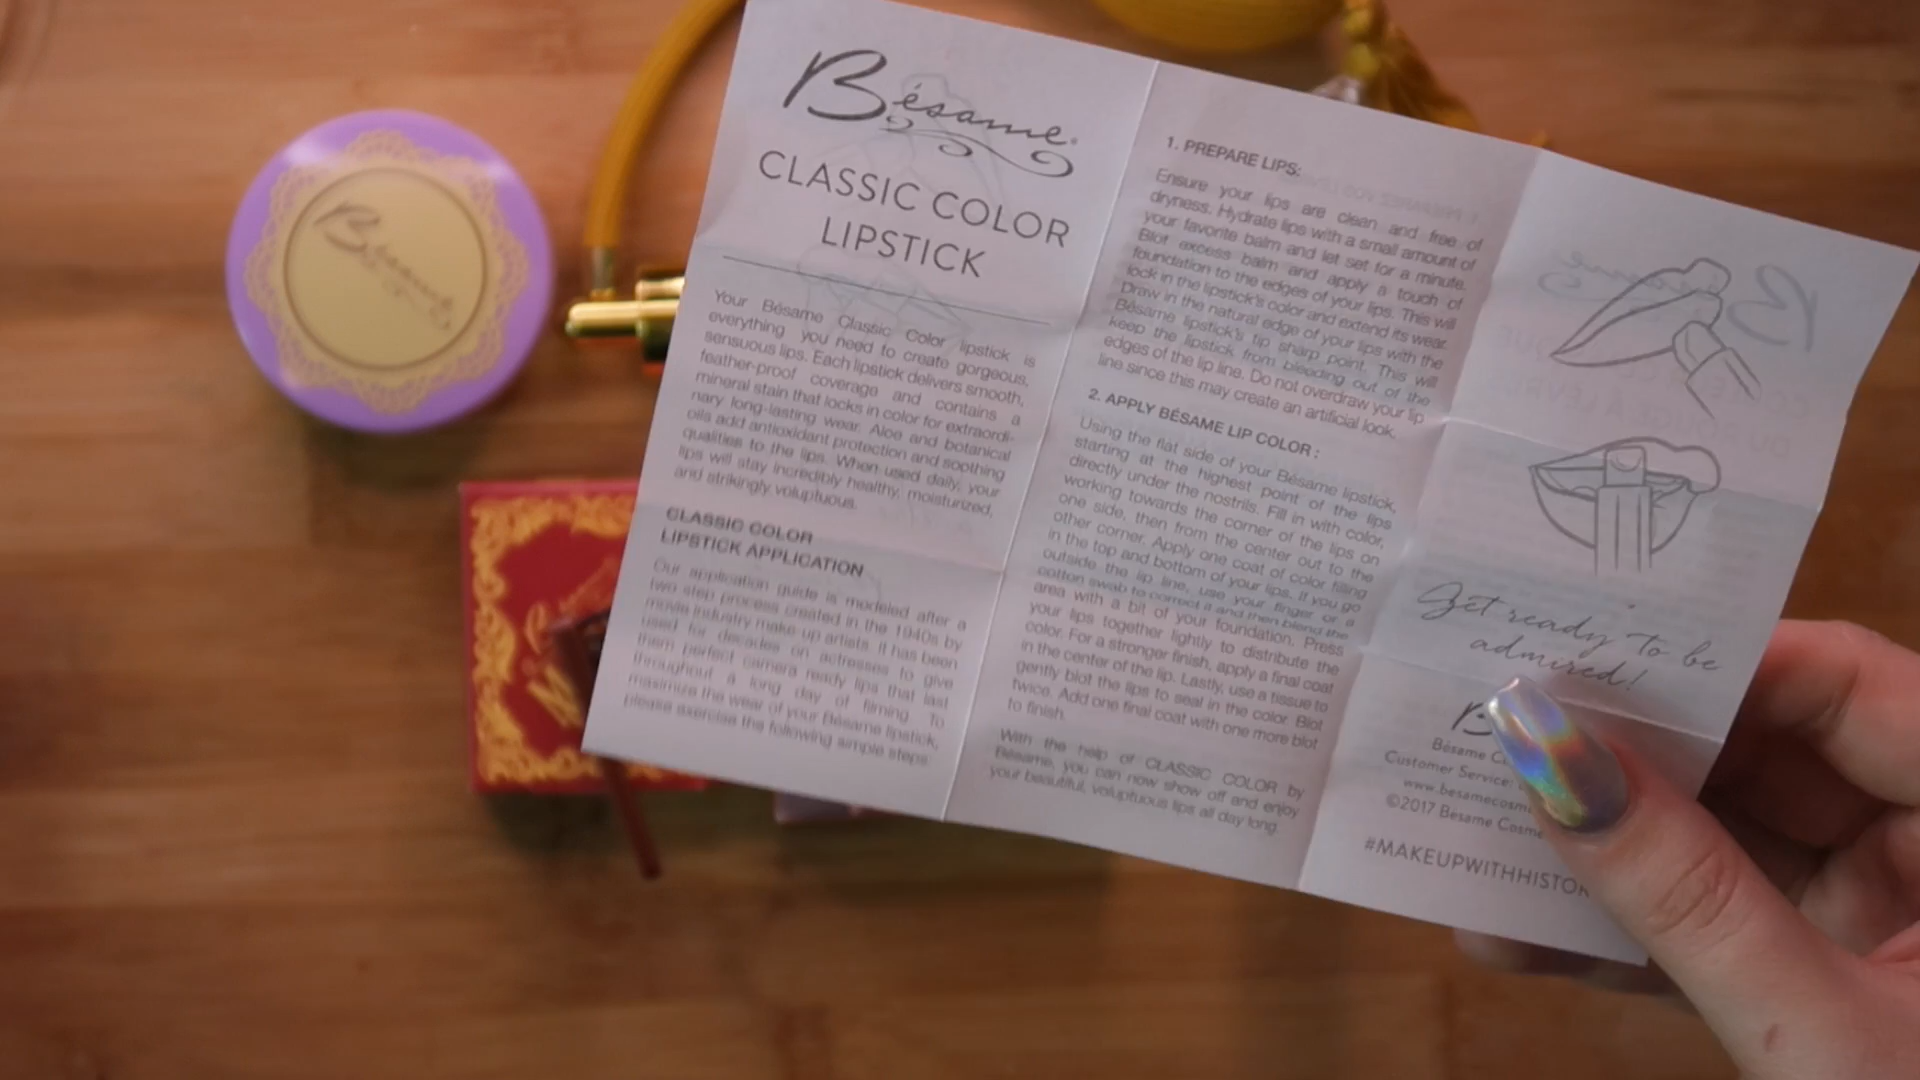 Bésame
Bésame®
CLASSIC COLOR
LIPSTICK
Your Bésame Classic Color lipstick is
everything you need to create gorgeous,
sensuous lips. Each lipstick delivers smooth,
feather-proof coverage and contains a
mineral stain that locks in color for extraordi-
nary long-lasting wear. Aloe and botanical
oils add antioxidant protection and soothing
qualities to the lips. When used daily, your
lips will stay incredibly healthy, moisturized,
and strikingly voluptuous.
CLASSIC COLOR
LIPSTICK APPLICATION
Our application guide is modeled after a
two step process created in the 1940s by
movie industry make up artists. It has been
used for decades on actresses to give
them perfect camera ready lips that last
throughout a long day of filming. To
maximize the wear of your Bésame lipstick,
please exercise the following simple steps:
1. PREPARE LIPS:
Ensure your lips are clean and free of
dryness. Hydrate lips with a small amount of
your favorite balm and let set for a minute.
Blot excess balm and apply a touch of
foundation to the edges of your lips. This will
lock in the lipstick's color and extend its wear.
Draw in the natural edge of your lips with the
Bésame lipstick's tip sharp point. This will
keep the lipstick from bleeding out of the
edges of the lip line. Do not overdraw your lip
line since this may create an artificial look.
2. APPLY BÉSAME LIP COLOR :
Using the flat side of your Bésame lipstick,
starting at the highest point of the lips
directly under the nostrils. Fill in with color,
working towards the corner of the lips on
one side, then from the center out to the
other corner. Apply one coat of color filling
in the top and bottom of your lips. If you go
outside the lip line, use your finger or a
cotton swab to correct it and then blend the
area with a bit of your foundation. Press
your lips together lightly to distribute the
color. For a stronger finish, apply a final coat
in the center of the lip. Lastly, use a tissue to
gently blot the lips to seal in the color. Blot
twice. Add one final coat with one more blot
to finish.
With the help of CLASSIC COLOR by
Bésame, you can now show off and enjoy
your beautiful, voluptuous lips all day long.
Get ready to be
admired!
B
Bésame C
Customer Service:
www.besamecosm
©2017 Besame Cosme
#MAKEUPWITHHISTOR